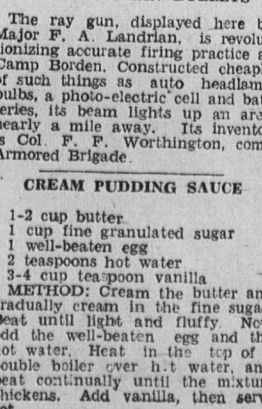 The ray gun, displayed here b
Major F. A. Landrian, is revolu
ionizing accurate firing practice a
Camp Borden. Constructed cheap
of such things as auto headlam
bulbs, a photo-electric cell and bat
eries, its beam lights up an are
nearly a mile away. Its invento
s Col. F. F. Worthington, com
Armored Brigade.
CREAM PUDDING SAUCE
1-2 cup butter
1 cup fine granulated sugar
1 well-beaten egg
2 teaspoons hot water
3-4 cup teaspoon vanilla
METHOD: Cream the butter an
gradually cream in the fine suga
Beat until light and fluffy. No
add the well-beaten egg and th
hot water. Heat in the top of
double boiler over h t water, an
beat continually until the mixtur
thickens. Add vanilla, then serv